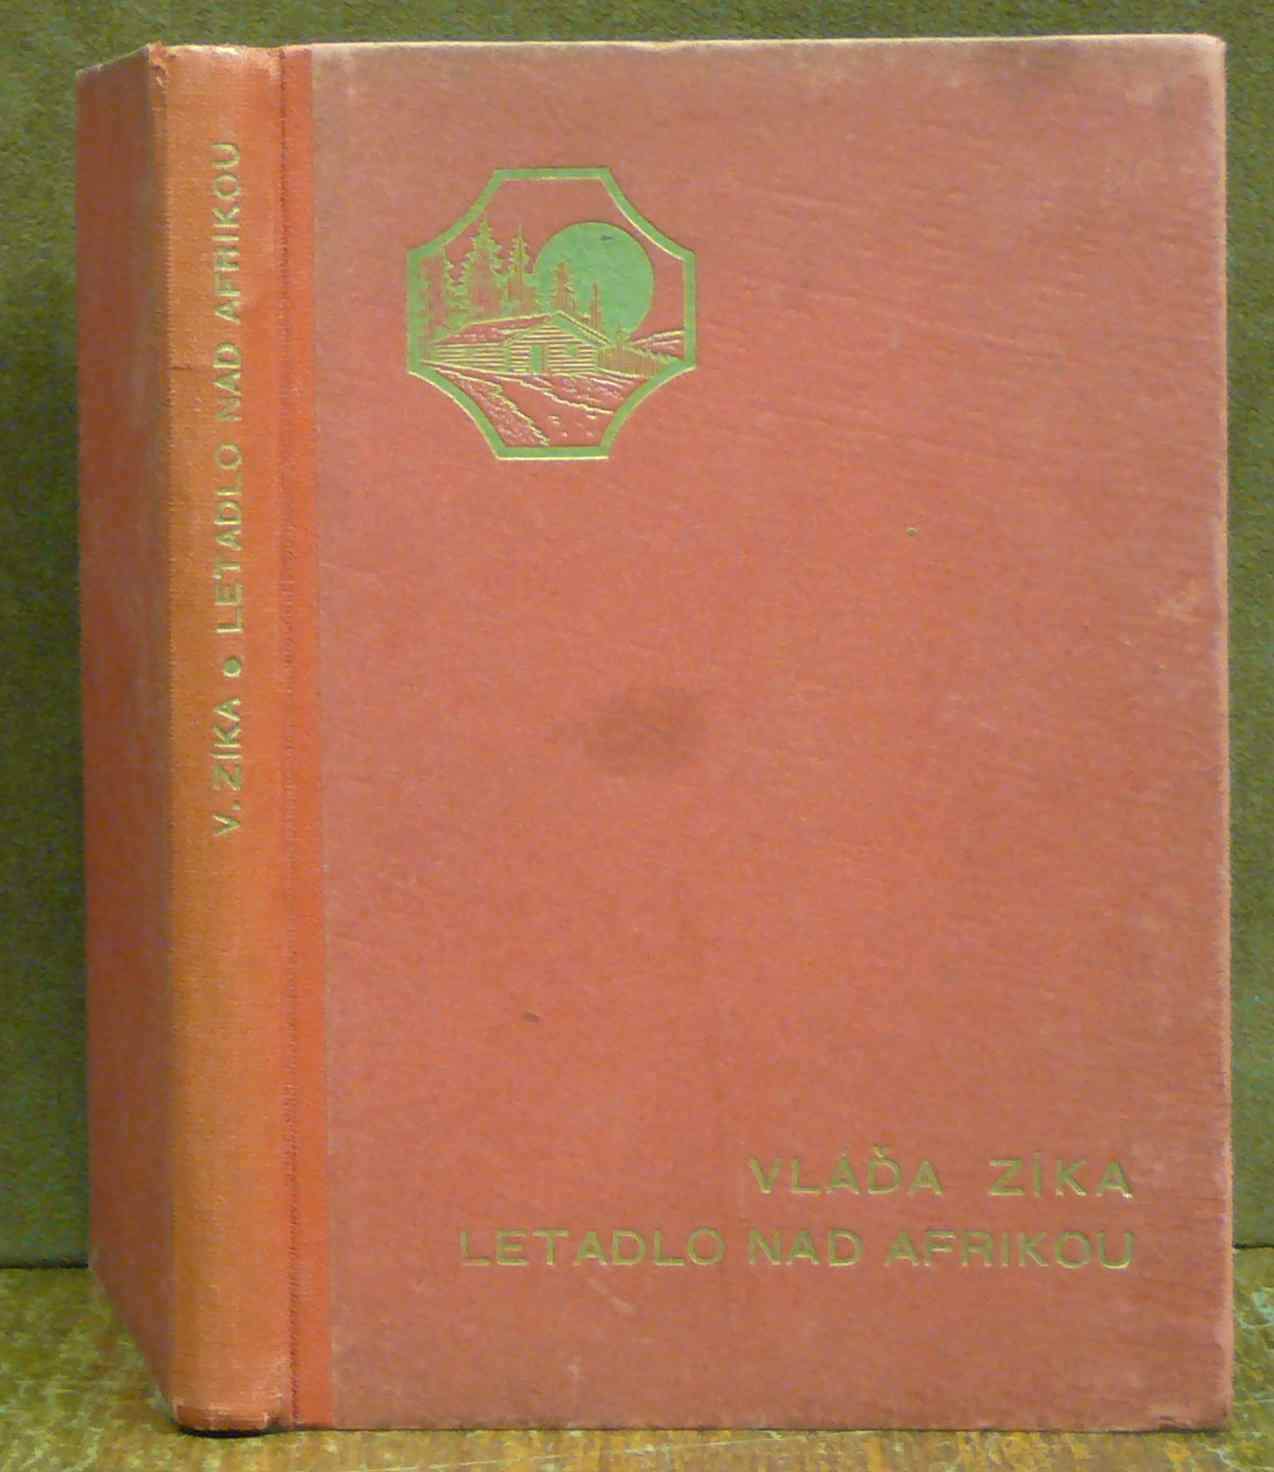 V. ZÍKA o LETADLO NAD AFRIKOU
VLÁĎA ZÍKA
LETADLO NAD AFRIKOU